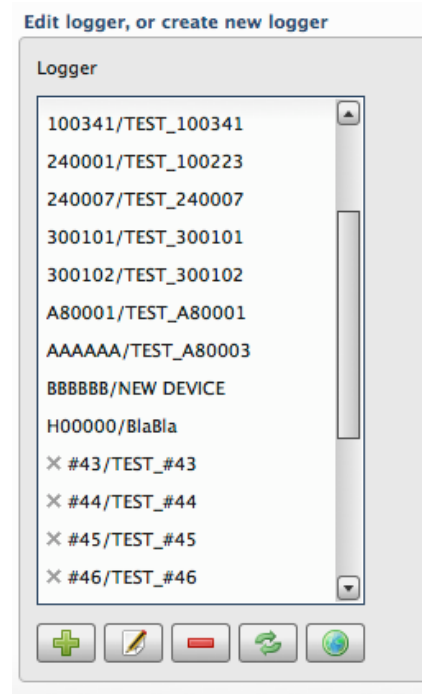 Edit logger, or create new logger
Logger
100341/TEST_100341
240001/TEST_100223
240007/TEST_240007
300101/TEST_300101
300102/TEST_300102
A80001/TEST_A80001
AAAAAA/TEST_A80003
BBBBBB/NEW DEVICE
H00000/BlaBla
#43/TEST_#43
#44/TEST_#44
#45/TEST_#45
#46/TEST_#46